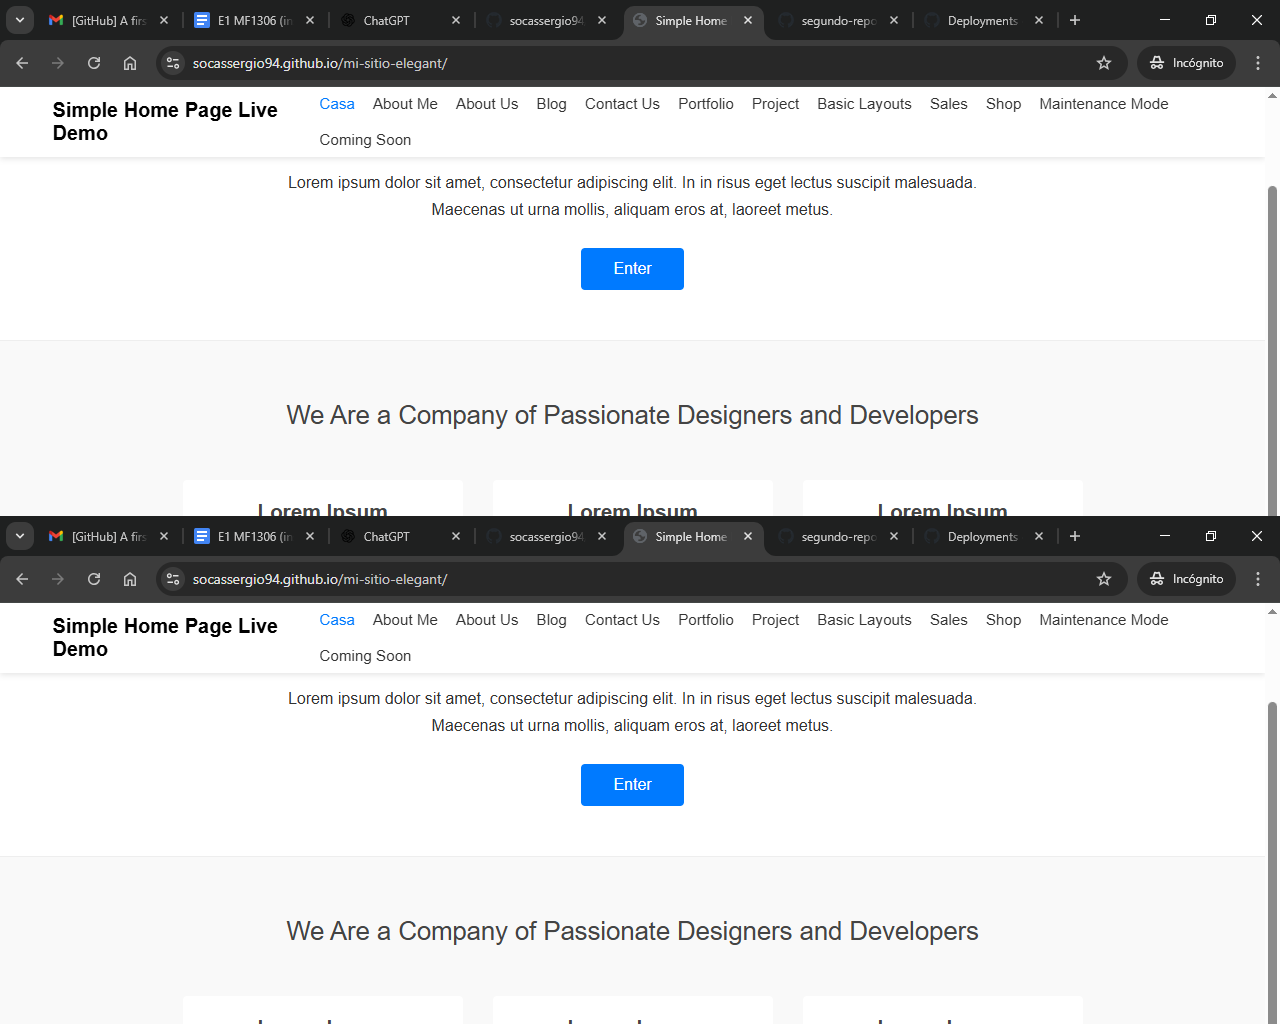 [GitHub] A firs
E1 MF1306 (in
ChatGPT
socassergio94
Simple Home
segundo-repo
Deployments
socassergio94.github.io/mi-sitio-elegant/
Incógnito
Simple Home Page Live Demo
Casa About Me About Us Blog Contact Us Portfolio Project Basic Layouts Sales Shop Maintenance Mode
Coming Soon
Lorem ipsum dolor sit amet, consectetur adipiscing elit. In in risus eget lectus suscipit malesuada.
Maecenas ut urna mollis, aliquam eros at, laoreet metus.
Enter
We Are a Company of Passionate Designers and Developers
Lorem Ipsum Lorem Ipsum Lorem Ipsum
[GitHub] A firs
E1 MF1306 (in
ChatGPT
socassergio94
Simple Home
segundo-repo
Deployments
socassergio94.github.io/mi-sitio-elegant/
Incógnito
Simple Home Page Live Demo
Casa About Me About Us Blog Contact Us Portfolio Project Basic Layouts Sales Shop Maintenance Mode
Coming Soon
Lorem ipsum dolor sit amet, consectetur adipiscing elit. In in risus eget lectus suscipit malesuada.
Maecenas ut urna mollis, aliquam eros at, laoreet metus.
Enter
We Are a Company of Passionate Designers and Developers